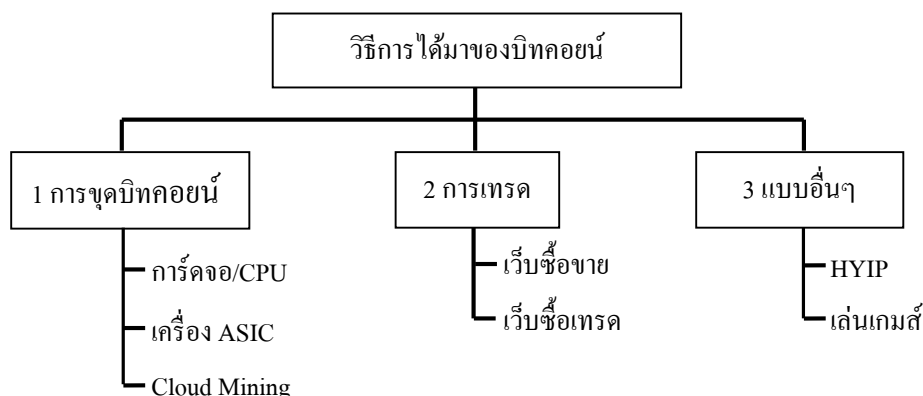 วิธีการได้มาของบิทคอยน์
1 การขุดบิทคอยน์
2 การเทรด
3 แบบอื่นๆ
การ์ดจอ/CPU
เครื่อง ASIC
Cloud Mining
เว็บซื้อขาย
เว็บซื้อเทรด
HYIP
เล่นเกมส์